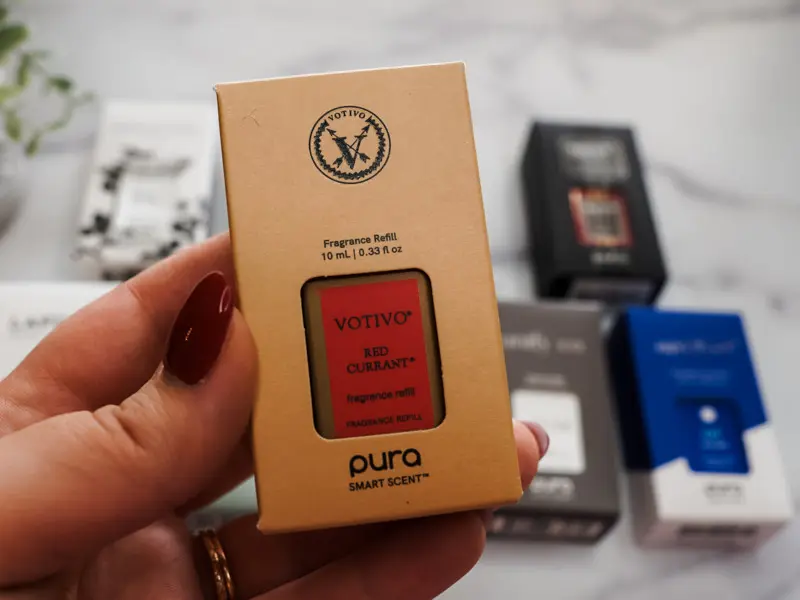 VOTIVO
V
Fragrance Refill
10 mL | 0.33 fl oz
VOTIVO®
RED
CURRANT®
fragrance refill
FRAGRANCE REFILL
pura
SMART SCENT™
pura